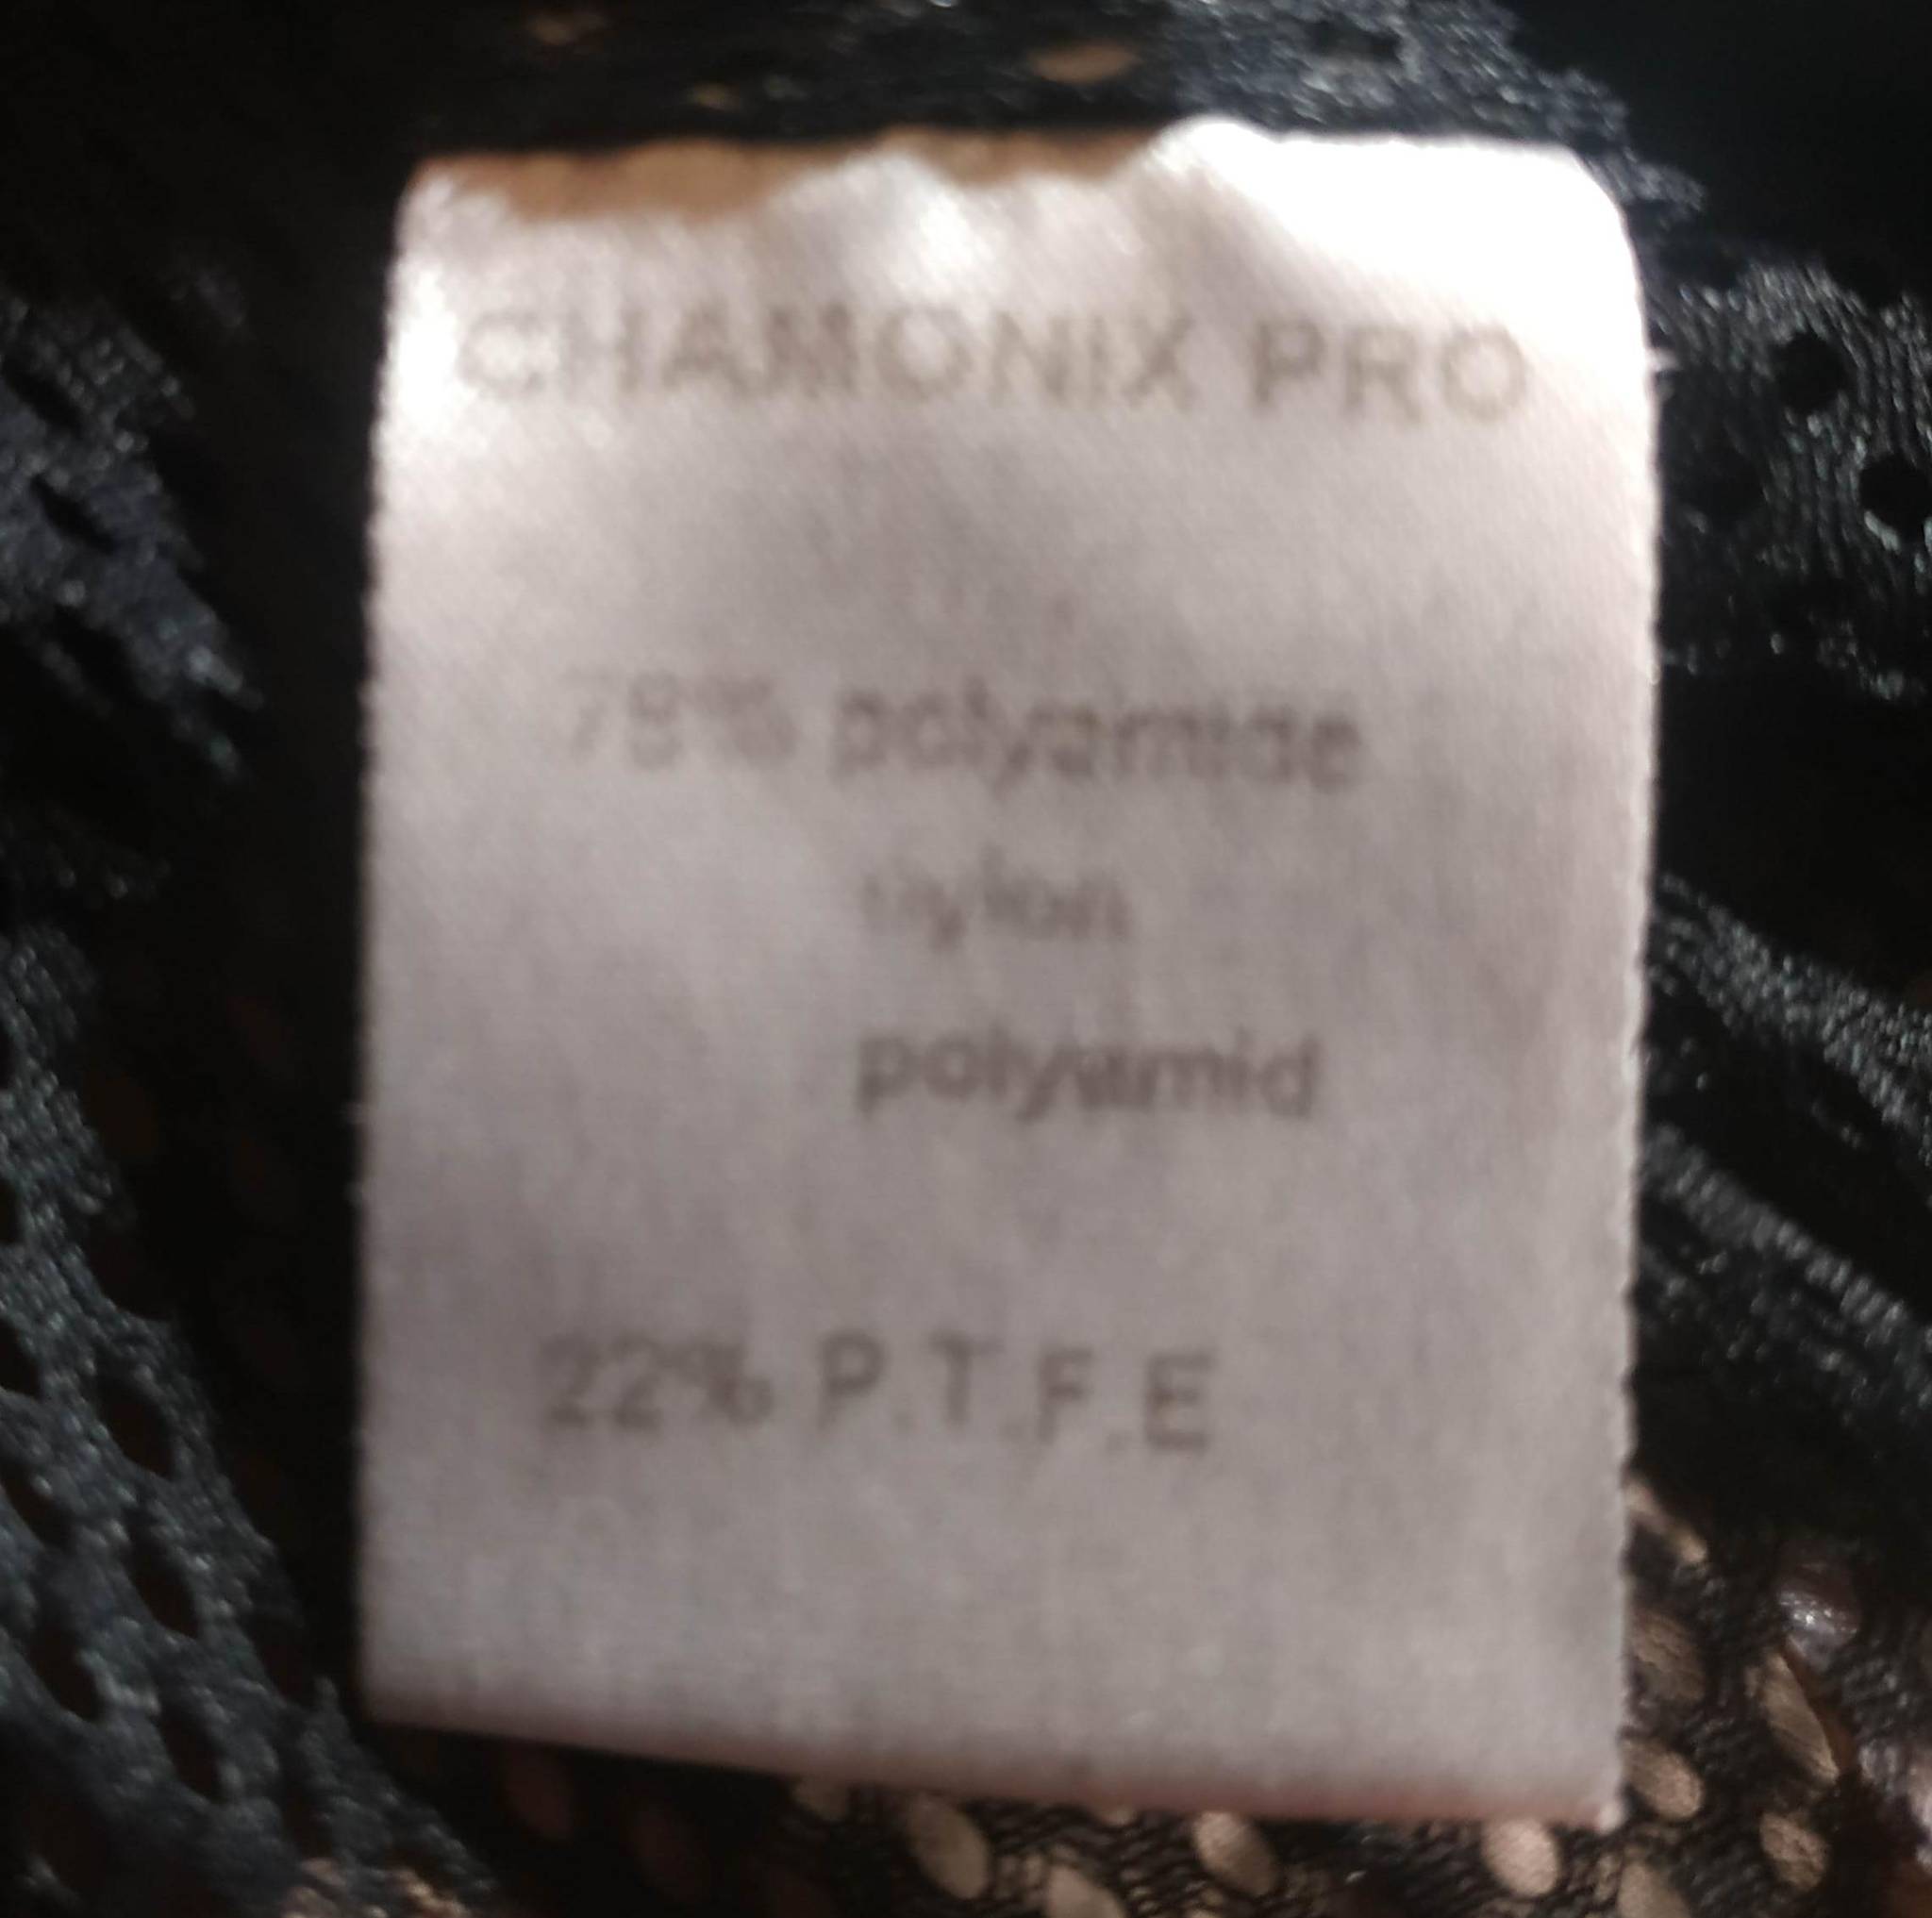 CHAMONIX PRO
78% polyamide
nylon
polyamid
22% P.T.F.E